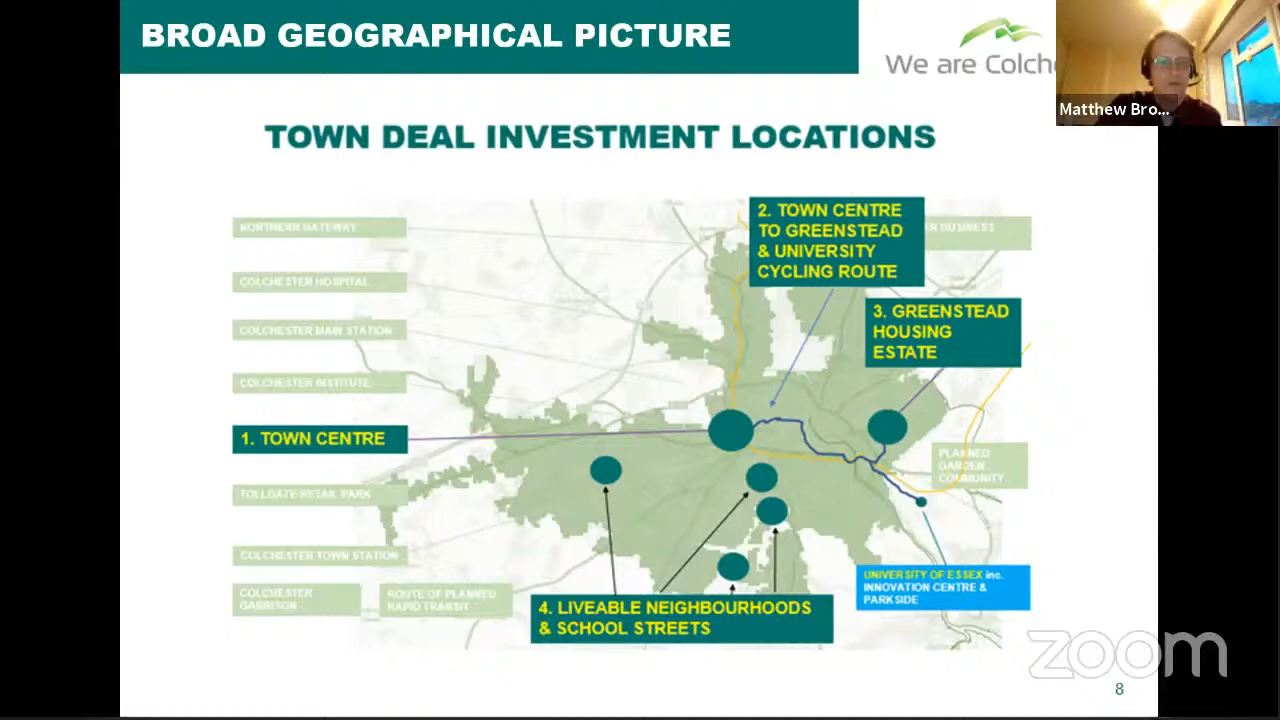 BROAD GEOGRAPHICAL PICTURE
We are Colche
Matthew Bro...
TOWN DEAL INVESTMENT LOCATIONS
NORTHERN GATEWAY
COLCHESTER HOSPITAL
COLCHESTER MAIN STATION
COLCHESTER INSTITUTE
1. TOWN CENTRE
TOLLGATE RETAIL PARK
COLCHESTER TOWN STATION
COLCHESTER
GARRISON
ROUTE OF PLANNED
RAPID TRANSIT
2. TOWN CENTRE
TO GREENSTEAD
& UNIVERSITY
CYCLING ROUTE
BUSINESS
3. GREENSTEAD
HOUSING
ESTATE
PLANNED
GARDEN
COMMUNITY
UNIVERSITY OF ESSEX inc.
INNOVATION CENTRE &
PARKSIDE
4. LIVEABLE NEIGHBOURHOODS
& SCHOOL STREETS
zoom
8